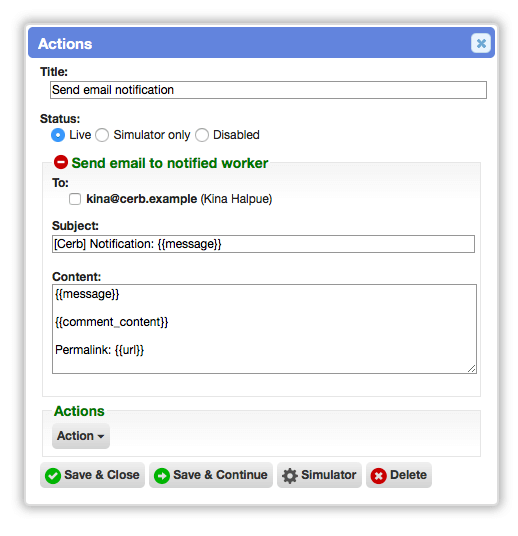 Actions
Title:
Send email notification
Status:
Live Simulator only Disabled
Send email to notified worker
To:
kina@cerb.example (Kina Halpue)
Subject:
[Cerb] Notification: {{message}}
Content:
{{message}}
{{comment_content}}
Permalink: {{url}}
Actions
Action
Save & Close Save & Continue Simulator Delete